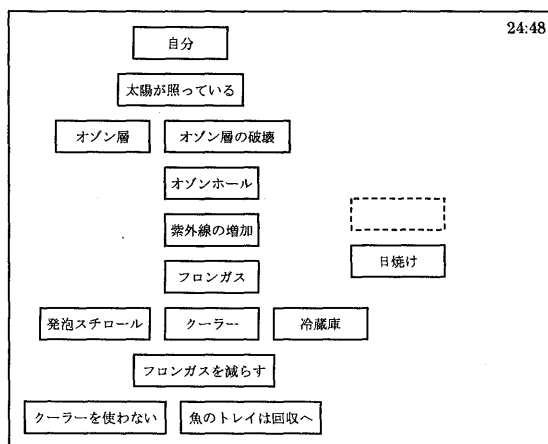 24:48
自分
太陽が照っている
オゾン層 オゾン層の破壊
オゾンホール
紫外線の増加
日焼け
フロンガス
発泡スチロール クーラー 冷蔵庫
フロンガスを減らす
クーラーを使わない 魚のトレイは回収へ